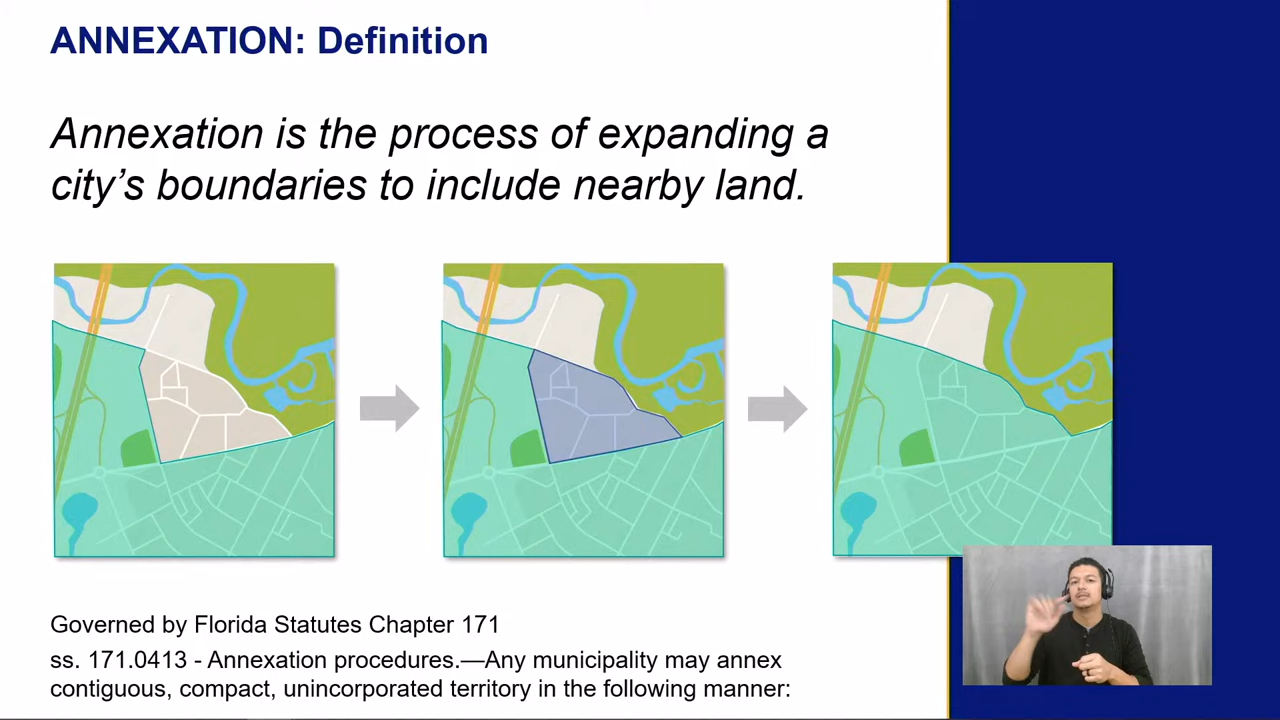 ANNEXATION: Definition
Annexation is the process of expanding a
city’s boundaries to include nearby land.
Governed by Florida Statutes Chapter 171
ss. 171.0413 - Annexation procedures.—Any municipality may annex
contiguous, compact, unincorporated territory in the following manner: